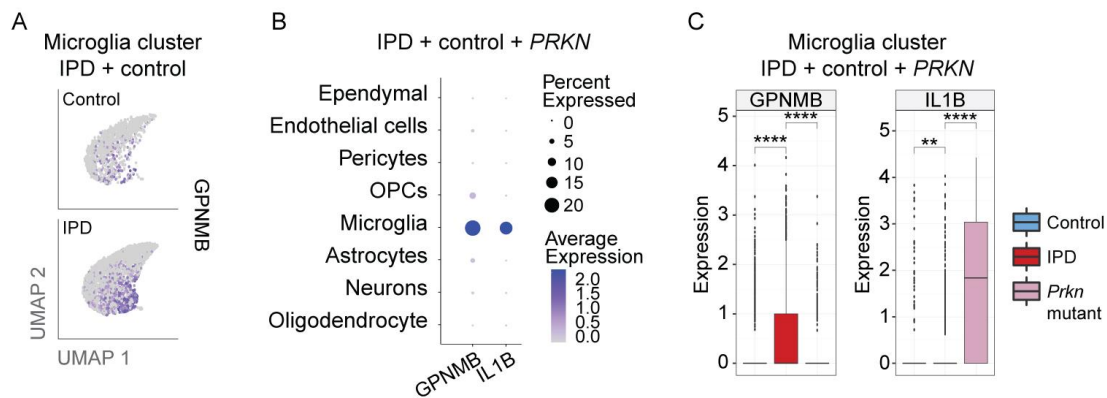 A
Microglia cluster
IPD + control
Control
IPD
GPNMB
UMAP 2
UMAP 1
B
IPD + control + PRKN
Ependymal
Endothelial cells
Pericytes
OPCs
Microglia
Astrocytes
Neurons
Oligodendrocyte
GPNMB
IL1B
Percent
Expressed
0
5
10
15
20
Average
Expression
2.0
1.5
1.0
0.5
0.0
C
Microglia cluster
IPD + control + PRKN
GPNMB
IL1B
5
4
3
2
1
0
Expression
**** ****
5
4
3
2
1
0
Expression
** ****
Control
IPD
Prkn
mutant